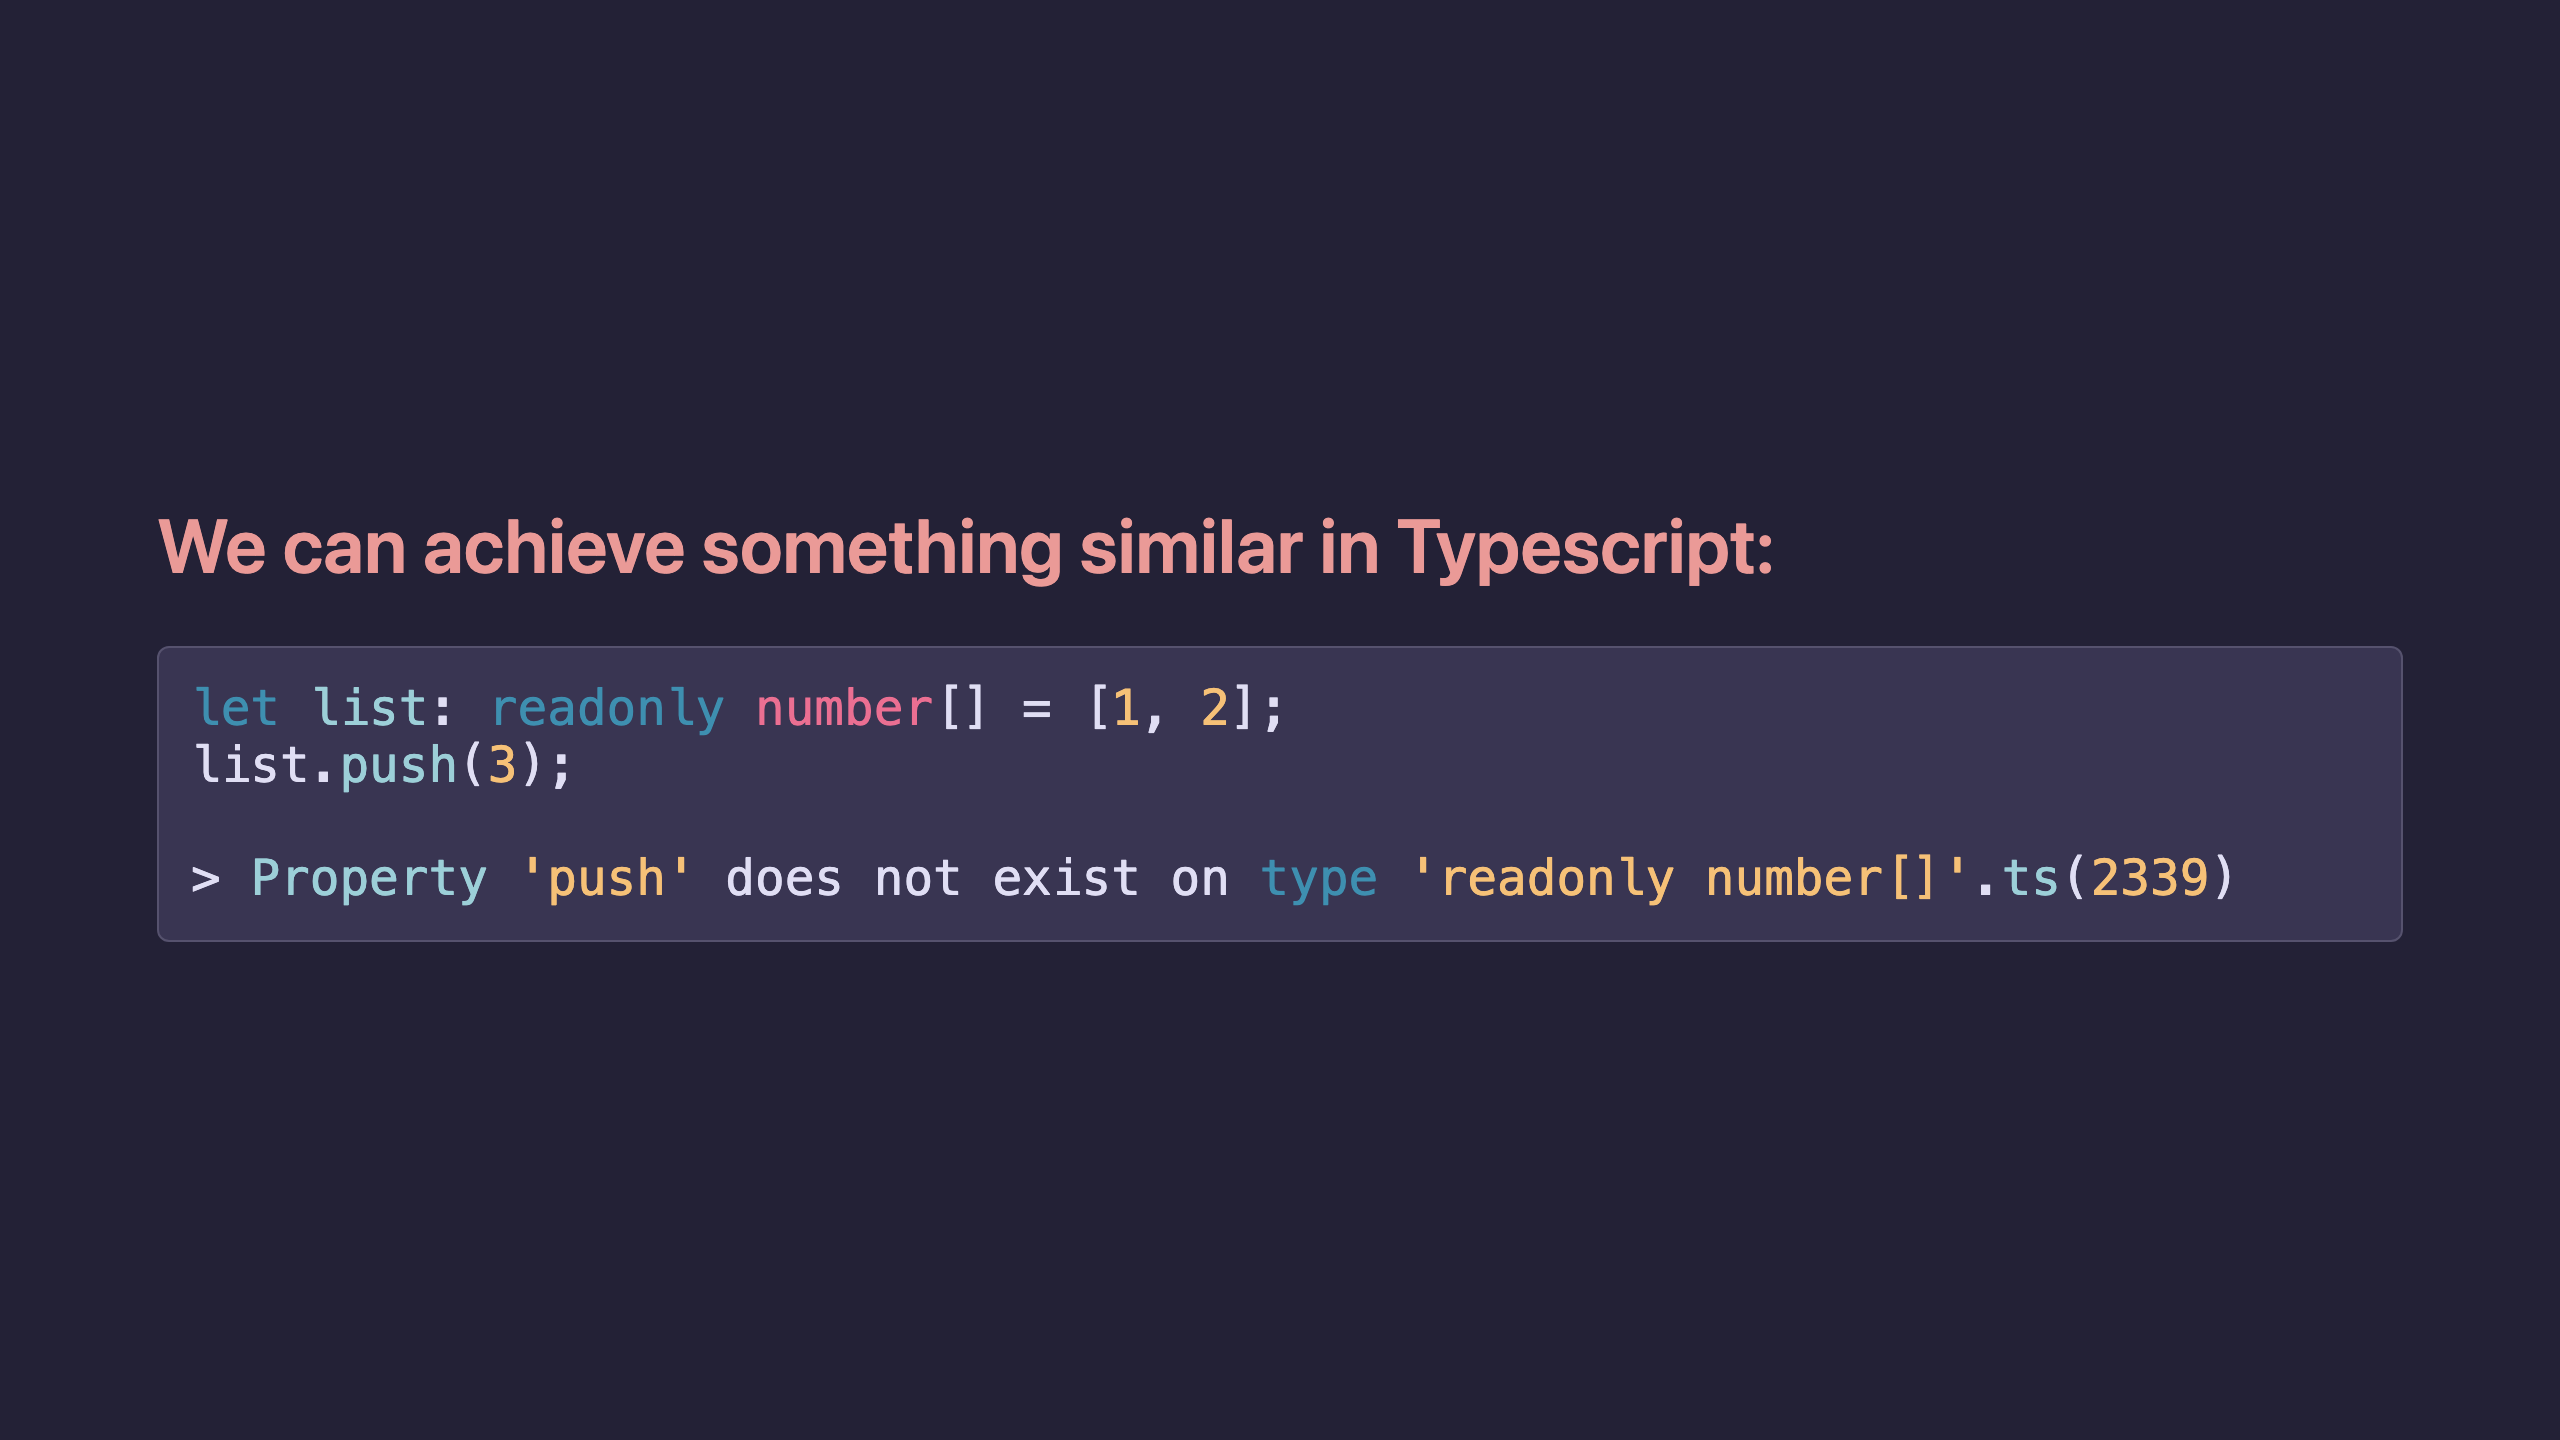 We can achieve something similar in Typescript:
let list: readonly number[] = [1, 2];
list.push(3);
> Property 'push' does not exist on type 'readonly number[]'.ts(2339)